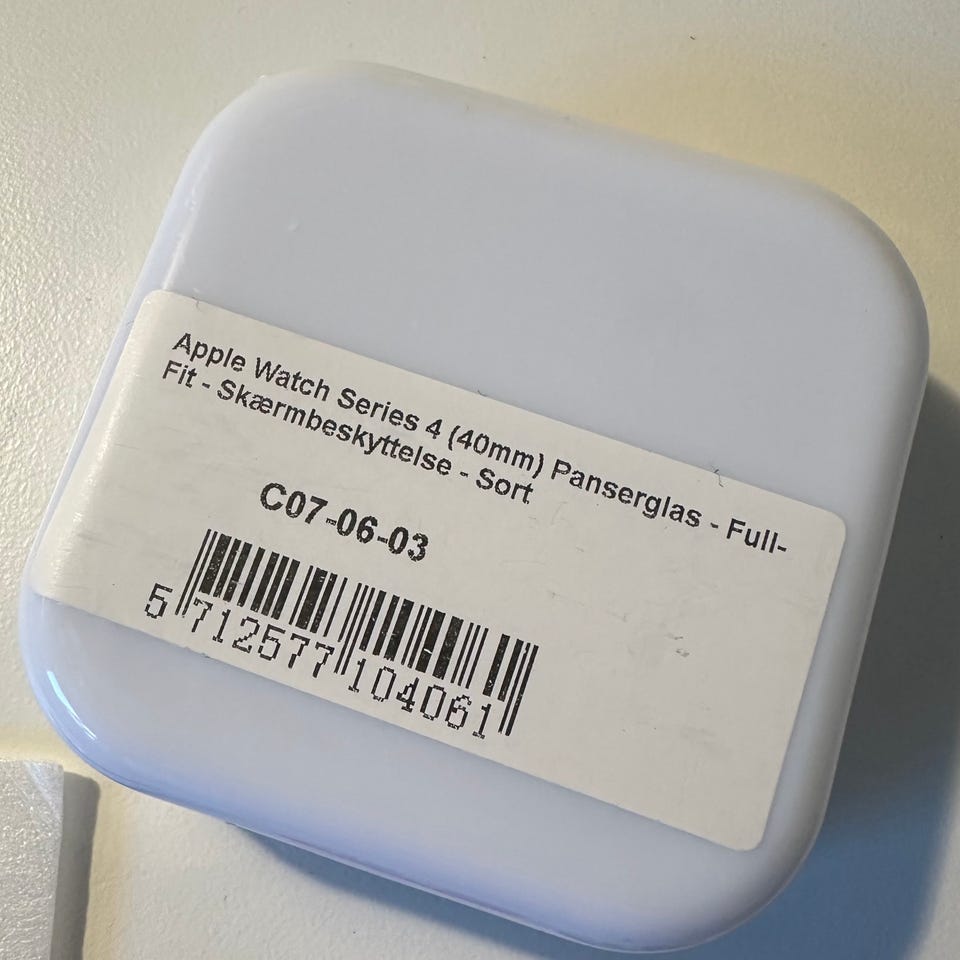 Apple Watch Series 4 (40mm) Panserglas - Full-
Fit - Skærmbeskyttelse - Sort
C07-06-03
5 712577 104061